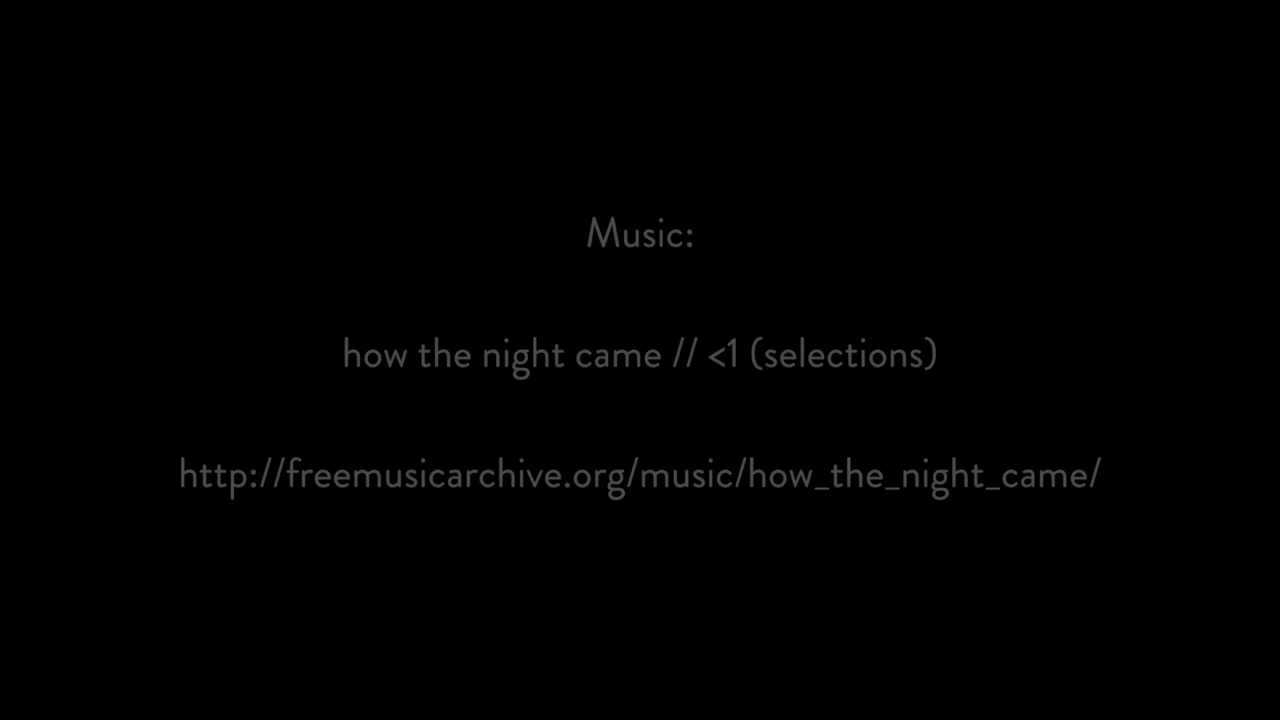 Music:
how the night came // <1 (selections)
http://freemusicarchive.org/music/how_the_night_came/